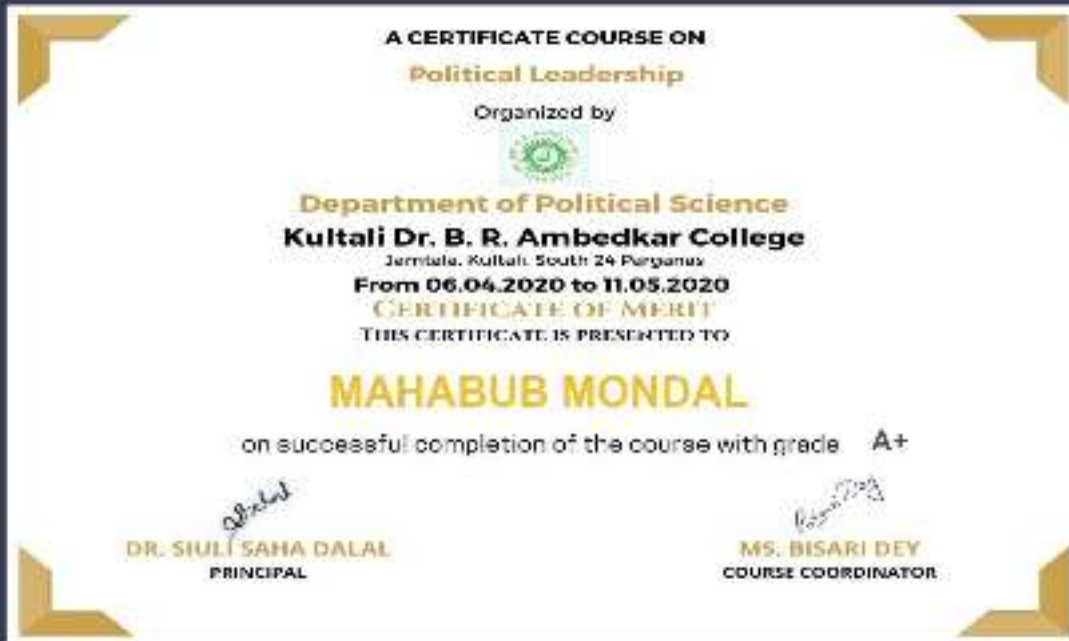 A CERTIFICATE COURSE ON
Political Leadership
Organized by
Department of Political Science
Kultali Dr. B. R. Ambedkar College
Jamtala, Kultali, South 24 Parganas
From 06.04.2020 to 11.05.2020
CERTIFICATE OF MERIT
THIS CERTIFICATE IS PRESENTED TO
MAHABUB MONDAL
on successful completion of the course with grade A+
DR. SIULI SAHA DALAL
PRINCIPAL
MS. BISARI DEY
COURSE COORDINATOR